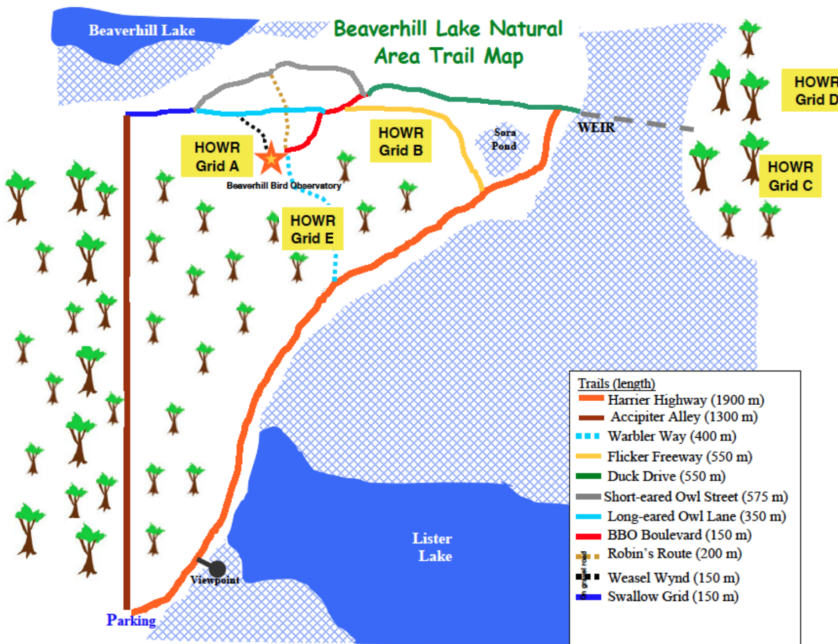 Beaverhill Lake
Beaverhill Lake Natural
Area Trail Map
HOWR
Grid D
HOWR
Grid A
HOWR
Grid B
Sora
Pond
WEIR
HOWR
Grid C
Beaverhill Bird Observatory
HOWR
Grid E
Trails (length)
Harrier Highway (1900 m)
Accipiter Alley (1300 m)
Warbler Way (400 m)
Flicker Freeway (550 m)
Duck Drive (550 m)
Short-eared Owl Street (575 m)
Long-eared Owl Lane (350 m)
BBO Boulevard (150 m)
Robin's Route (200 m)
Weasel Wynd (150 m)
Swallow Grid (150 m)
On gravel road
Lister
Lake
Viewpoint
Parking